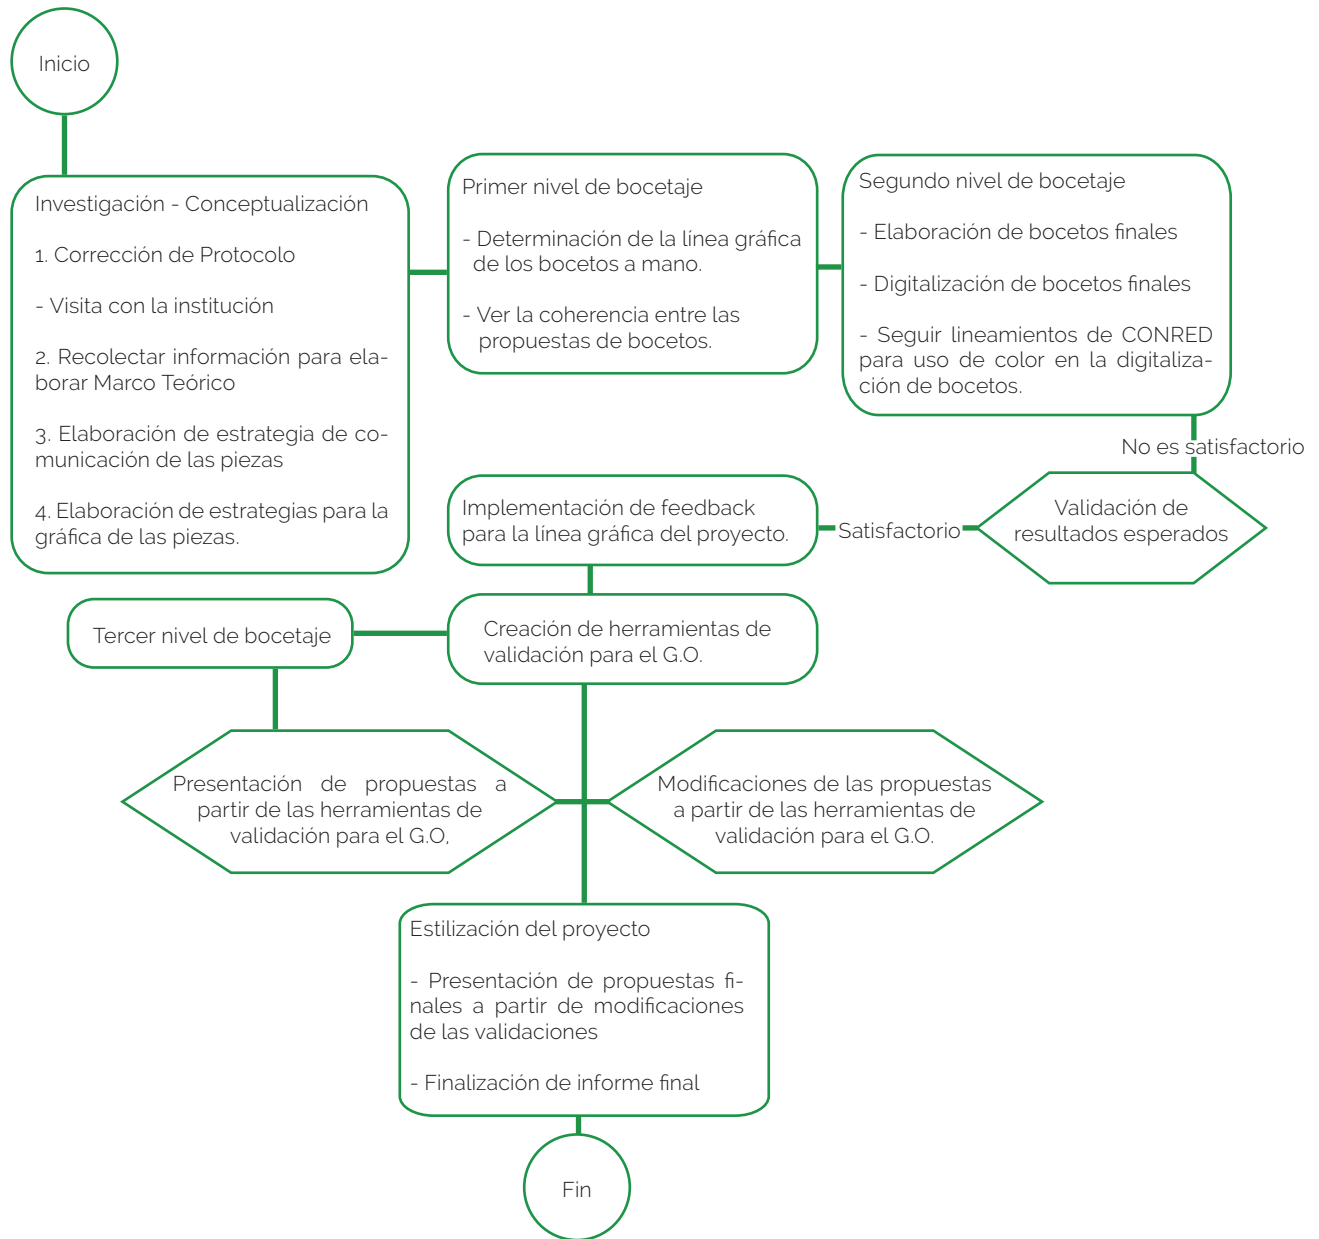 Inicio
Investigación - Conceptualización
1. Corrección de Protocolo
- Visita con la institución
2. Recolectar información para ela-
borar Marco Teórico
3. Elaboración de estrategia de co-
municación de las piezas
4. Elaboración de estrategias para la
gráfica de las piezas.
Primer nivel de bocetaje
- Determinación de la línea gráfica
de los bocetos a mano.
- Ver la coherencia entre las
propuestas de bocetos.
Segundo nivel de bocetaje
- Elaboración de bocetos finales
- Digitalización de bocetos finales
- Seguir lineamientos de CONRED
para uso de color en la digitaliza-
ción de bocetos.
No es satisfactorio
Validación de
resultados esperados
Satisfactorio
Implementación de feedback
para la línea gráfica del proyecto.
Creación de herramientas de
validación para el G.O.
Tercer nivel de bocetaje
Presentación de propuestas a
partir de las herramientas de
validación para el G.O,
Modificaciones de las propuestas
a partir de las herramientas de
validación para el G.O.
Estilización del proyecto
- Presentación de propuestas fi-
nales a partir de modificaciones
de las validaciones
- Finalización de informe final
Fin